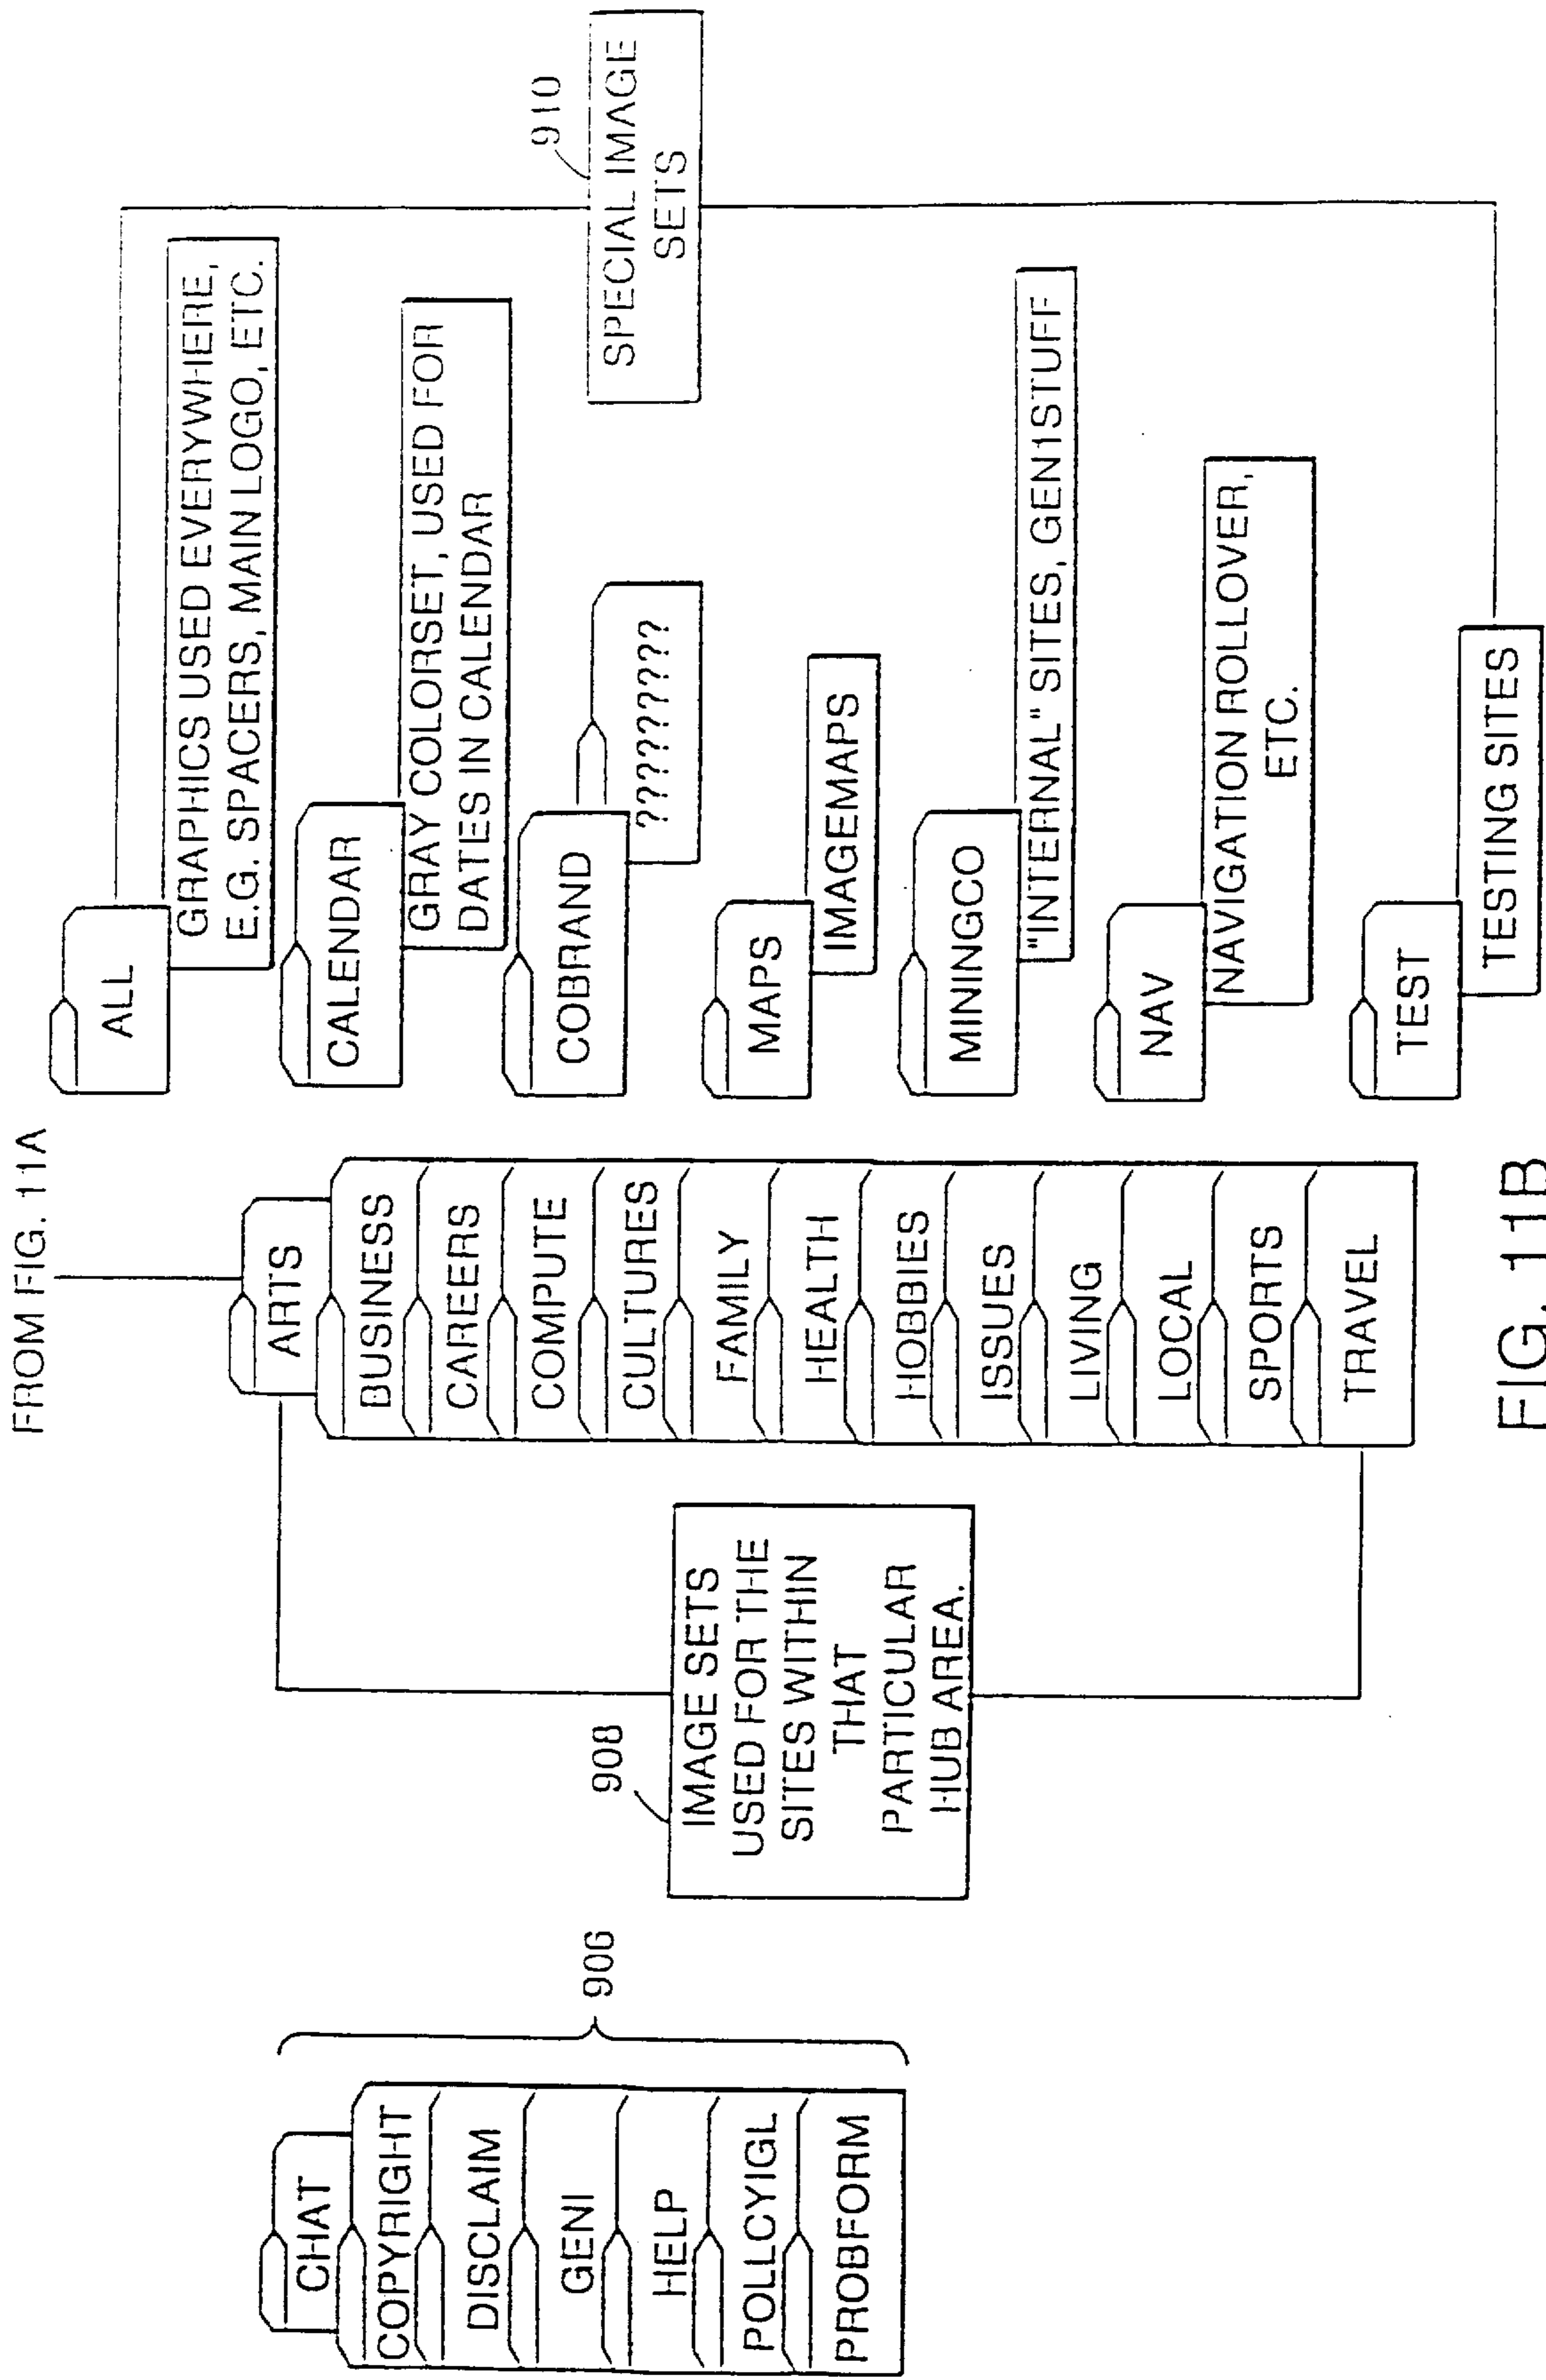 FROM FIG. 11A
CHAT
COPYRIGHT
DISCLAIM
GENI
HELP
POLLCYIGL
PROBFORM
906
908
IMAGE SETS
USED FOR THE
SITES WITHIN
THAT
PARTICULAR
HUB AREA.
ARTS
BUSINESS
CAREERS
COMPUTE
CULTURES
FAMILY
HEALTH
HOBBIES
ISSUES
LIVING
LOCAL
SPORTS
TRAVEL
ALL
GRAPHICS USED EVERYWHERE,
E.G. SPACERS, MAIN LOGO, ETC.
CALENDAR
GRAY COLORSET, USED FOR
DATES IN CALENDAR
COBRAND
?????????
MAPS
IMAGEMAPS
MININGCO
"INTERNAL" SITES, GEN1STUFF
NAV
NAVIGATION ROLLOVER,
ETC.
TEST
TESTING SITES
910
SPECIAL IMAGE
SETS
FIG. 11B